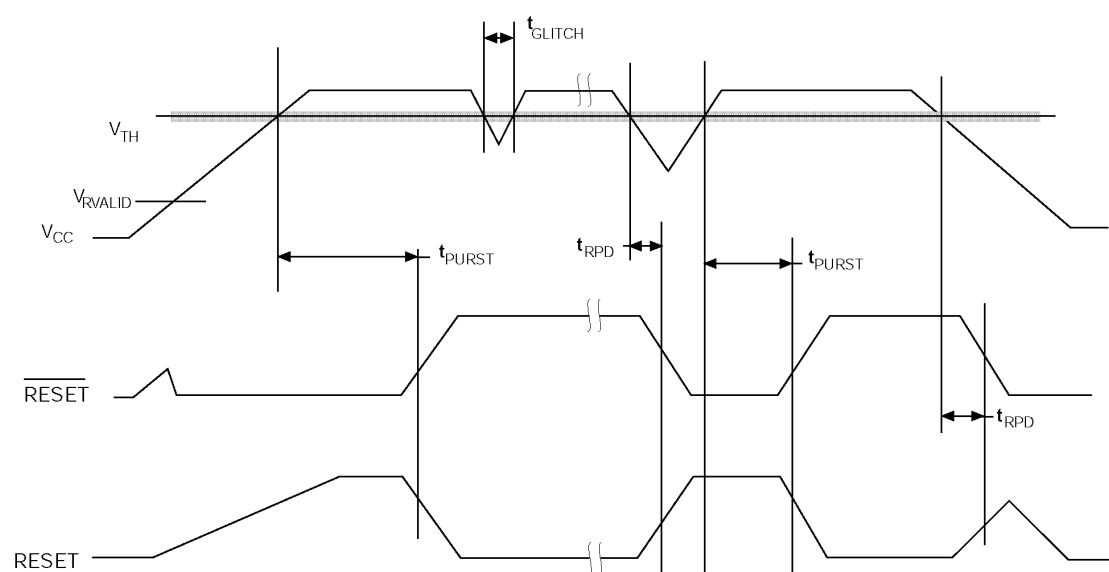 tGLITCH
VTH
VRVALID
VCC
tPURST
tRPD
tPURST
RESET
tRPD
RESET